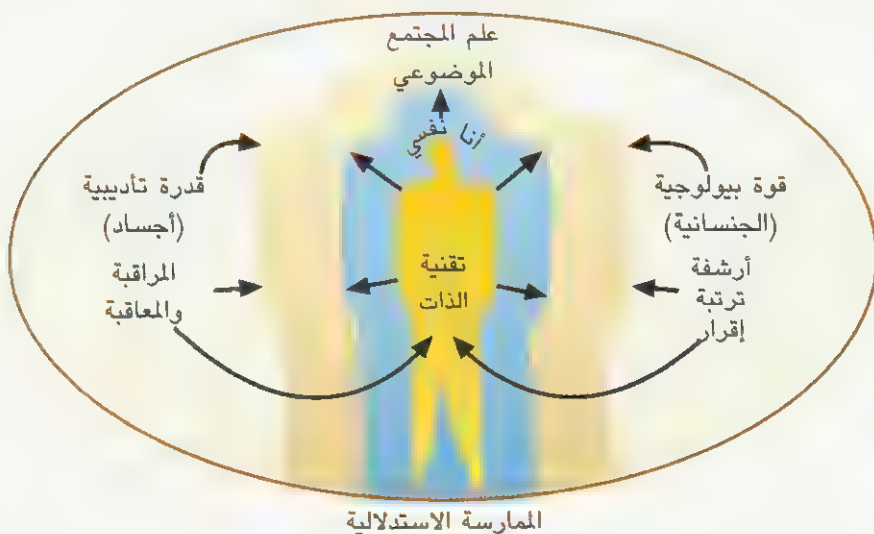 علم المجتمع
الموضوعي
أنا نفسي
قوة بيولوجية
(الجنسانية)
أرشفة
ترتبة
إقرار
تقنية
الذات
قدرة تأديبية
(أجساد)
المراقبة
والمعاقبة
الممارسة الاستدلالية